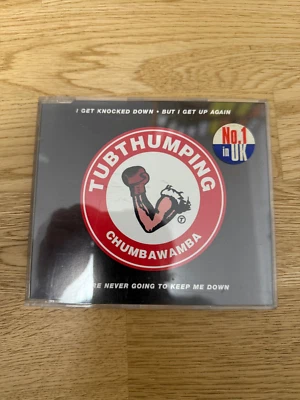 I GET KNOCKED DOWN • BUT I GET UP AGAIN
No.1
in UK
TUBTHUMPING
CHUMBAWAMBA
NEVER GOING TO KEEP ME DOWN